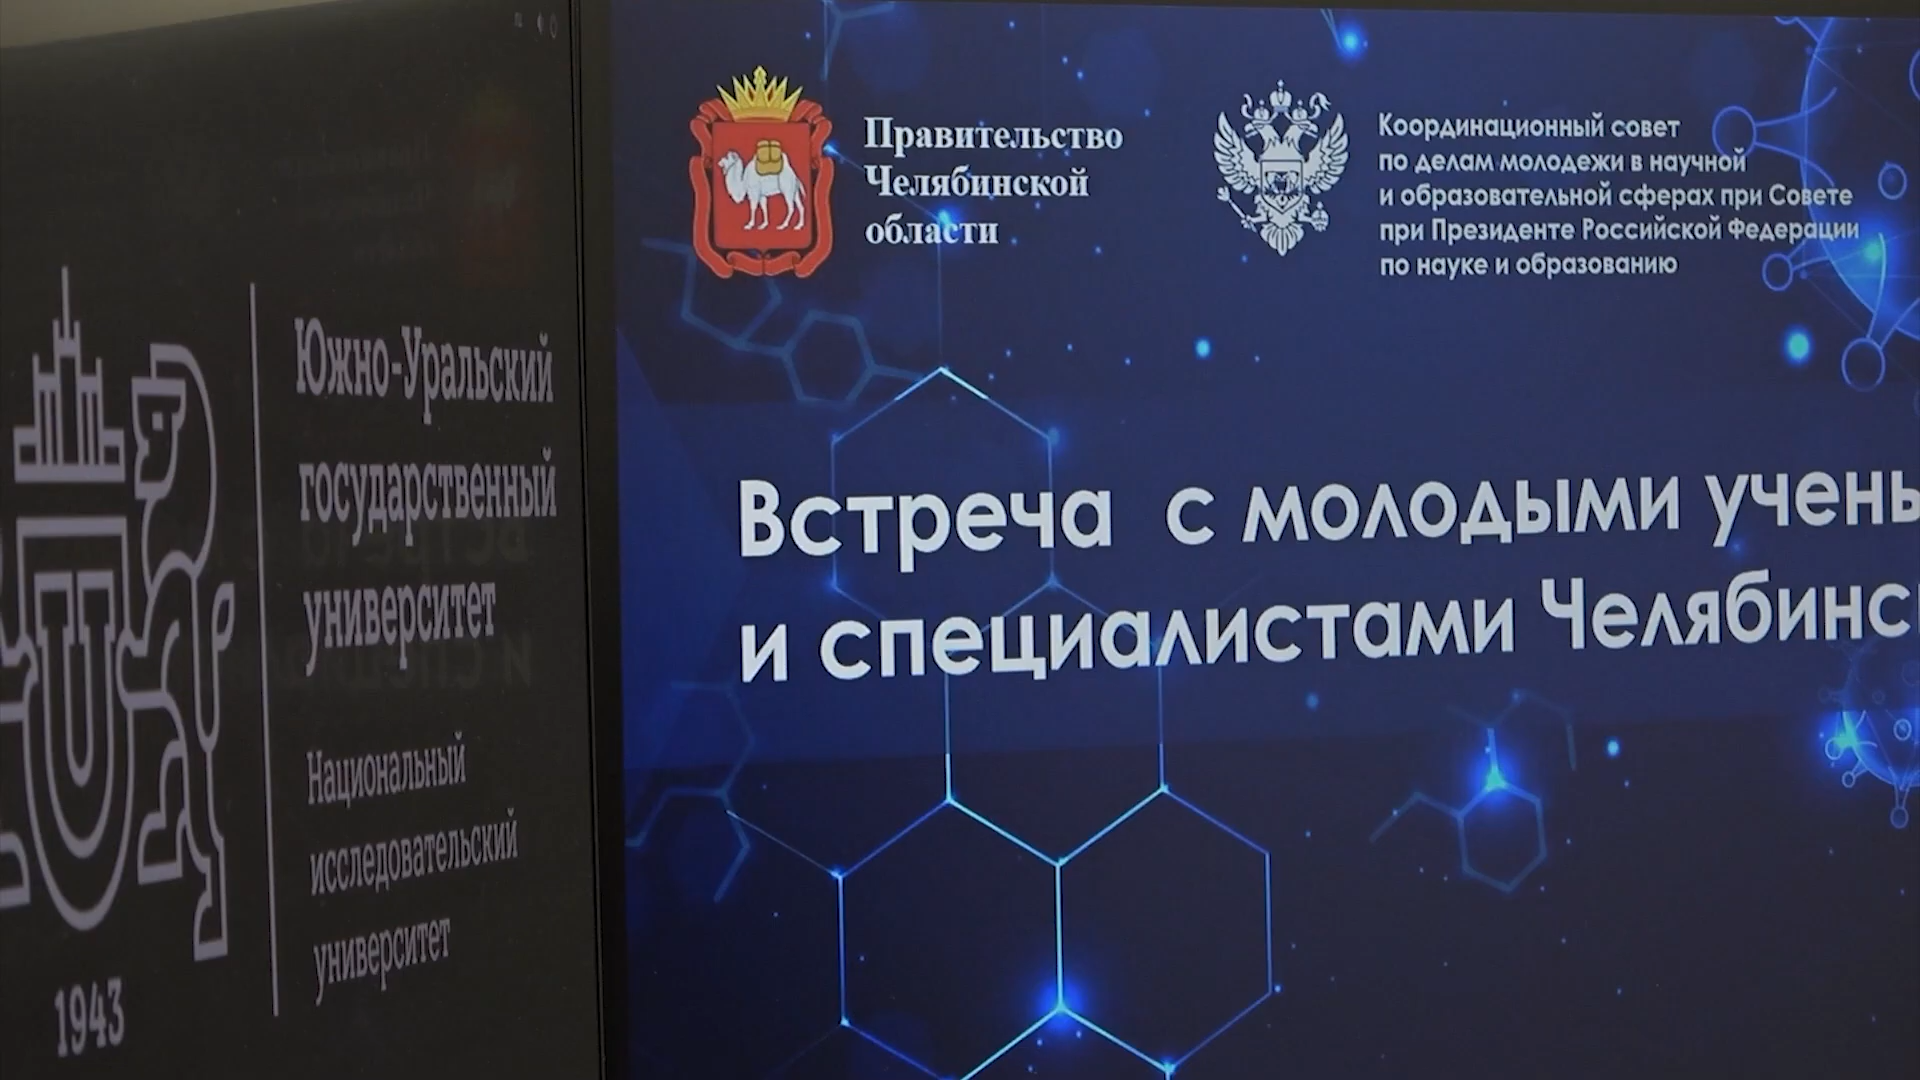 Южно-Уральский
государственный
университет
Национальный
исследовательский
университет
1943
Правительство
Челябинской
области
Координационный совет
по делам молодежи в научной
и образовательной сферах при Совете
при Президенте Российской Федерации
по науке и образованию
Встреча с молодыми учены
и специалистами Челябинс